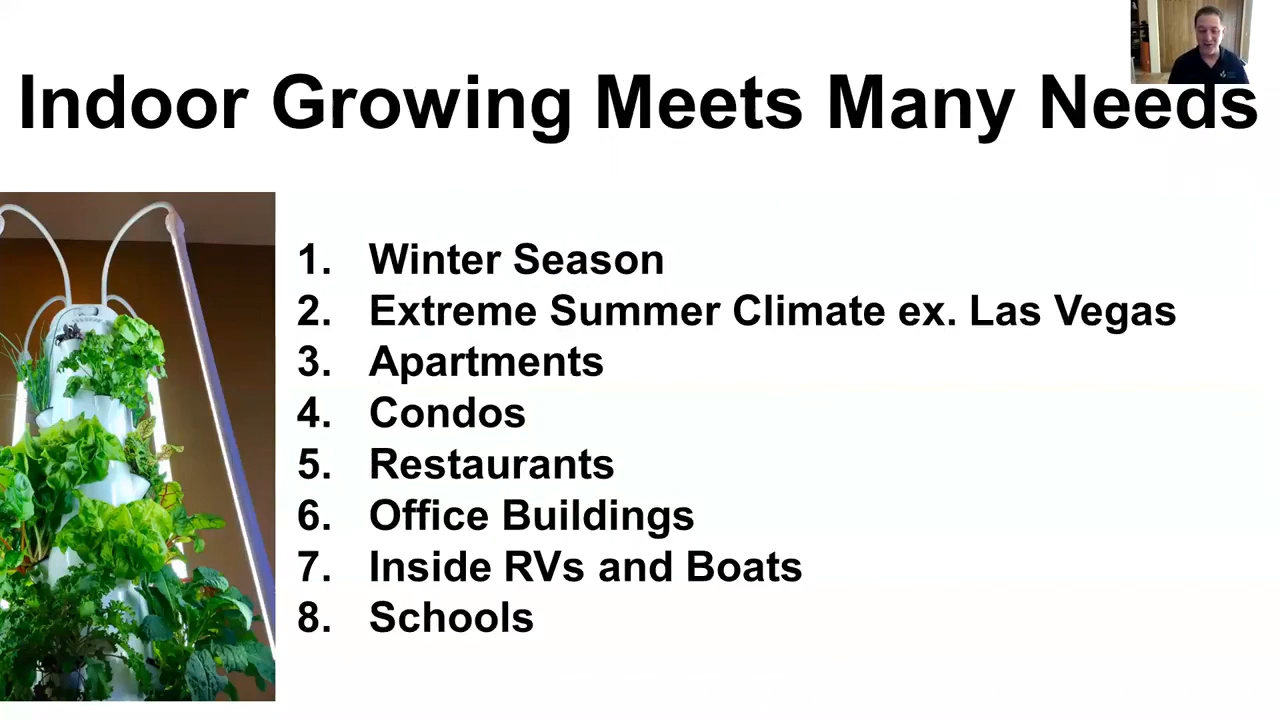 Indoor Growing Meets Many Needs
1. Winter Season
2. Extreme Summer Climate ex. Las Vegas
3. Apartments
4. Condos
5. Restaurants
6. Office Buildings
7. Inside RVs and Boats
8. Schools